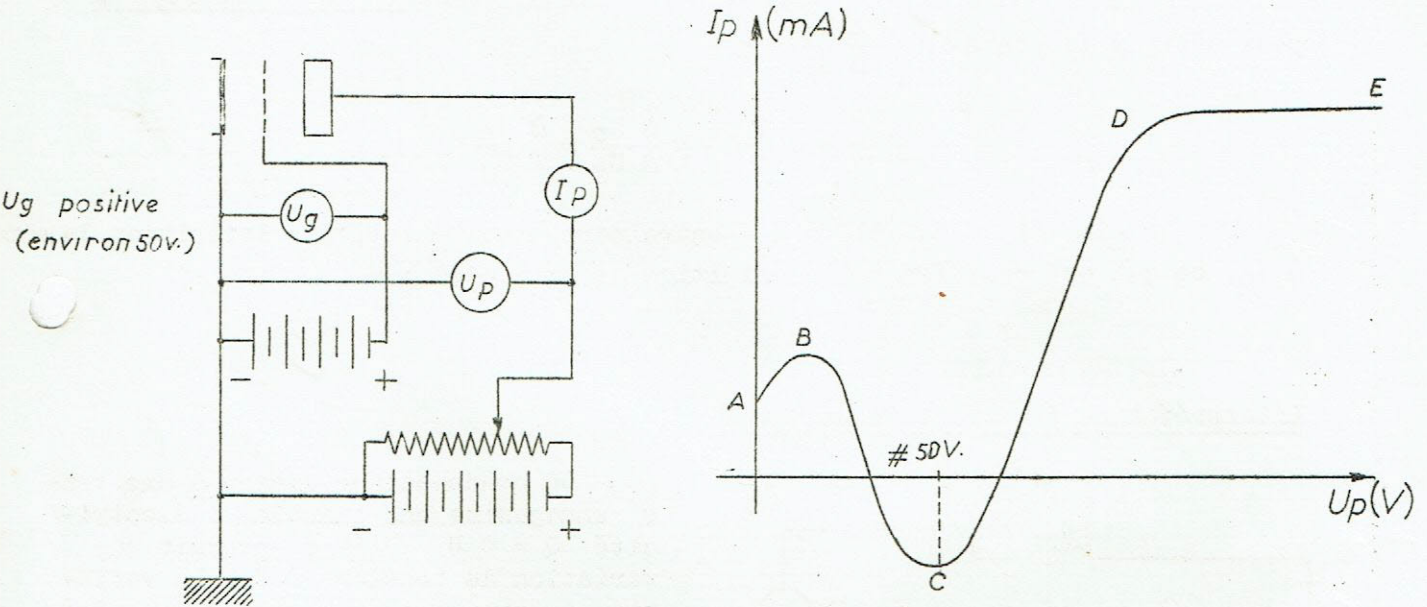 Ug positive
(environ 50v.)
Ug
Ip
Up
- +
- +
Ip (mA)
A
B
C
D
E
# 50V.
Up(V)